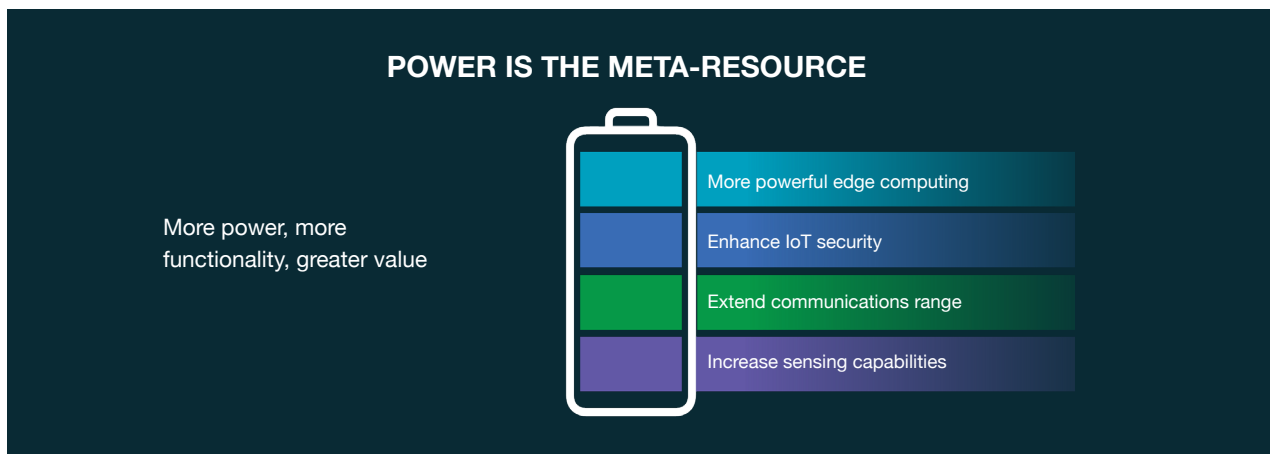 POWER IS THE META-RESOURCE
More power, more
functionality, greater value
More powerful edge computing
Enhance IoT security
Extend communications range
Increase sensing capabilities